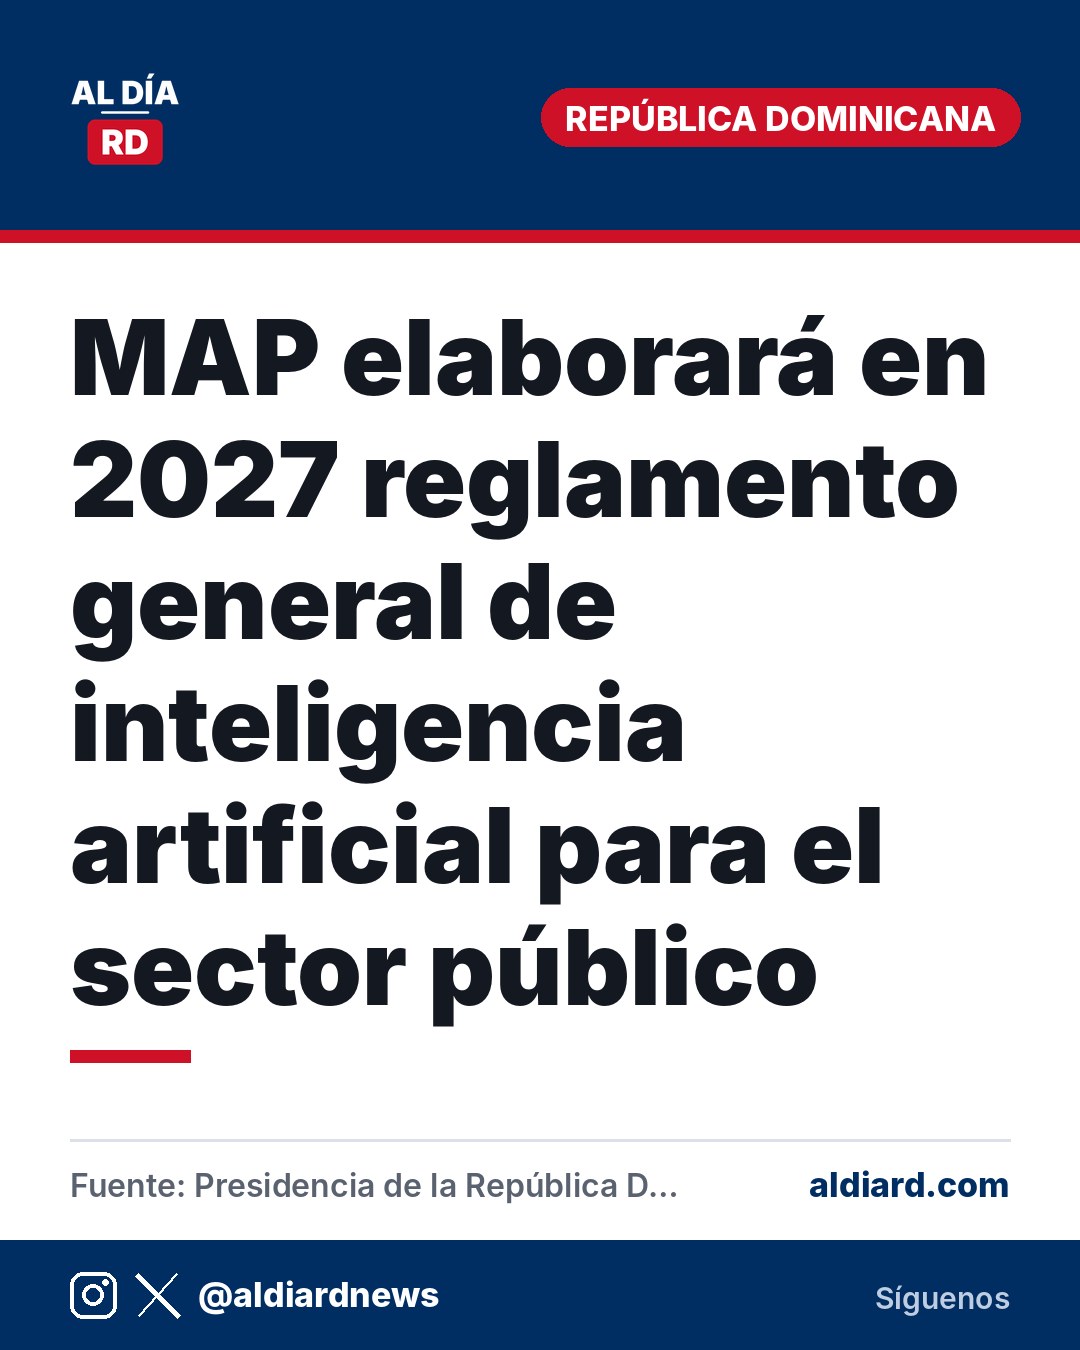 AL DÍA
RD
REPÚBLICA DOMINICANA
MAP elaborará en
2027 reglamento
general de
inteligencia
artificial para el
sector público
Fuente: Presidencia de la República D...
aldiard.com
@aldiardnews
Síguenos